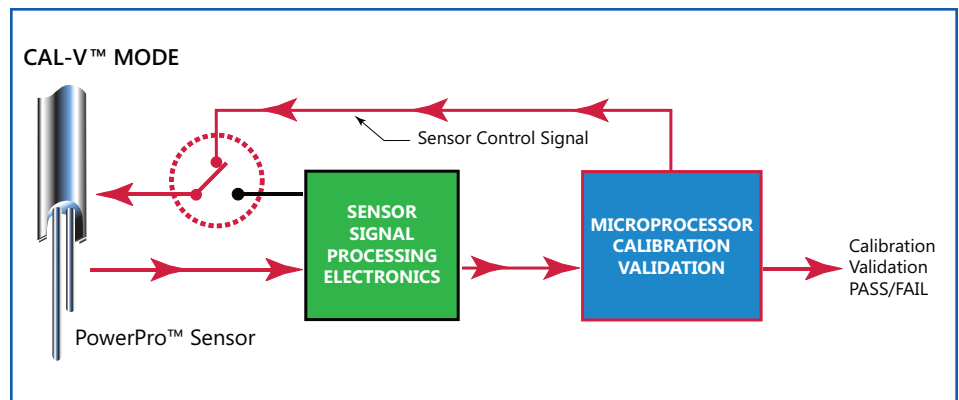 CAL-V™ MODE
Sensor Control Signal
SENSOR
SIGNAL
PROCESSING
ELECTRONICS
MICROPROCESSOR
CALIBRATION
VALIDATION
Calibration
Validation
PASS/FAIL
PowerPro™ Sensor